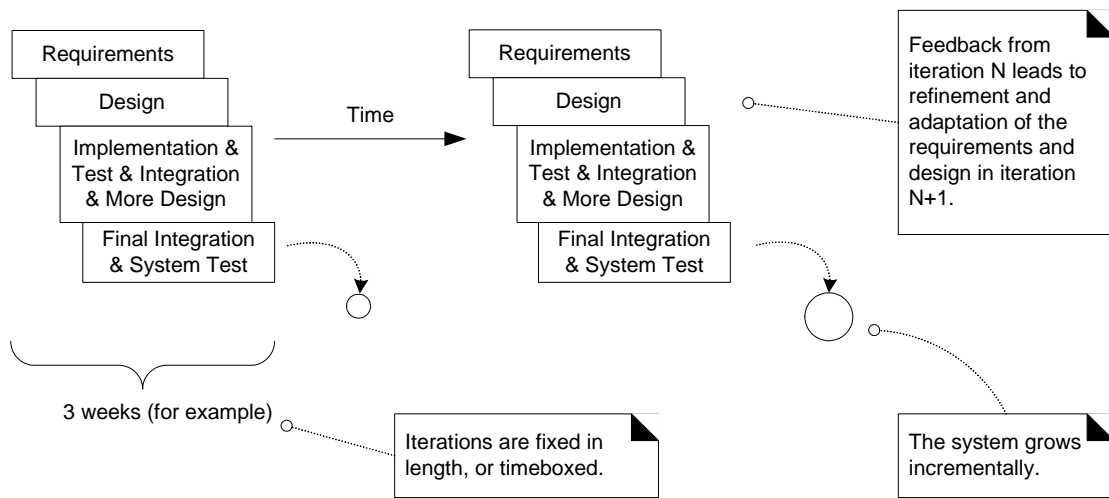 Requirements
Design
Implementation &
Test & Integration
& More Design
Final Integration
& System Test
Time
Requirements
Design
Implementation &
Test & Integration
& More Design
Final Integration
& System Test
Feedback from
iteration N leads to
refinement and
adaptation of the
requirements and
design in iteration
N+1.
3 weeks (for example)
Iterations are fixed in
length, or timeboxed.
The system grows
incrementally.